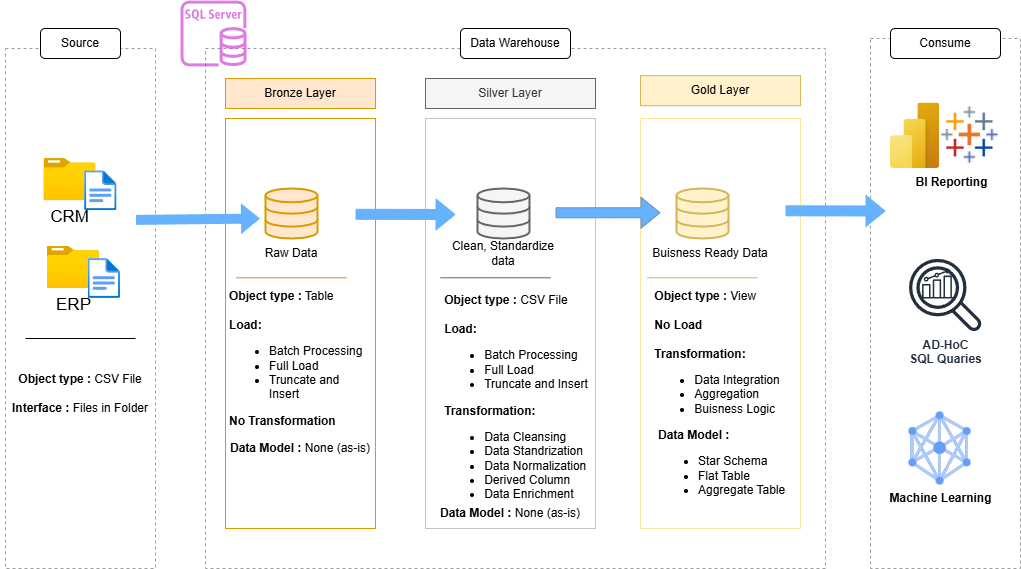 SQL Server
Source
CRM
ERP
Object type : CSV File
Interface : Files in Folder
Data Warehouse
Bronze Layer
Raw Data
Object type : Table
Load:
Batch Processing
Full Load
Truncate and
Insert
No Transformation
Data Model : None (as-is)
Silver Layer
Clean, Standardize
data
Object type : CSV File
Load:
Batch Processing
Full Load
Truncate and Insert
Transformation:
Data Cleansing
Data Standrization
Data Normalization
Derived Column
Data Enrichment
Data Model : None (as-is)
Gold Layer
Buisness Ready Data
Object type : View
No Load
Transformation:
Data Integration
Aggregation
Buisness Logic
Data Model :
Star Schema
Flat Table
Aggregate Table
Consume
BI Reporting
AD-HoC
SQL Quaries
Machine Learning